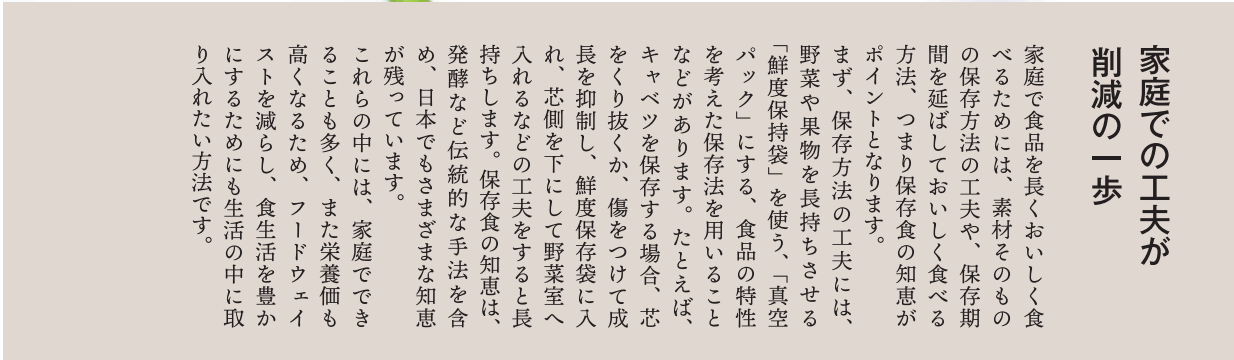 家庭での工夫が
削減の一歩
家庭で食品を長くおいしく食
べるためには、素材そのもの
の保存方法の工夫や、保存期
間を延ばしておいしく食べる
方法、つまり保存食の知恵が
ポイントとなります。
まず、保存方法の工夫には、
野菜や果物を長持ちさせる
「鮮度保持袋」を使う、「真空
パック」にする、食品の特性
を考えた保存法を用いること
などがあります。たとえば、
キャベツを保存する場合、芯
をくり抜くか、傷をつけて成
長を抑制し、鮮度保存袋に入
れ、芯側を下にして野菜室へ
入れるなどの工夫をすると長
持ちします。保存食の知恵は、
発酵など伝統的な手法を含
め、日本でもさまざまな知恵
が残っています。
これらの中には、家庭ででき
ることも多く、また栄養価も
高くなるため、フードウェイ
ストを減らし、食生活を豊か
にするためにも生活の中に取
り入れたい方法です。